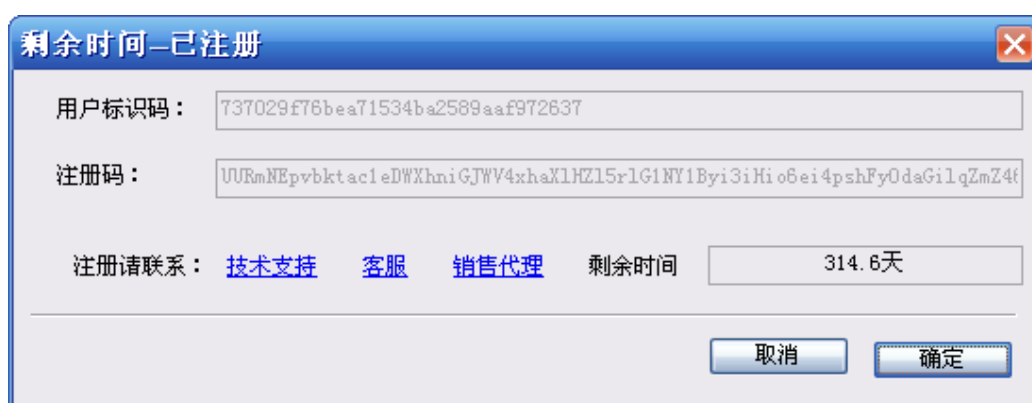 剩余时间—已注册
用户标识码： 737029f76bea71534ba2589aaf972637
注册码：
注册请联系： 技术支持 客服 销售代理 剩余时间 314.6天
取消 确定